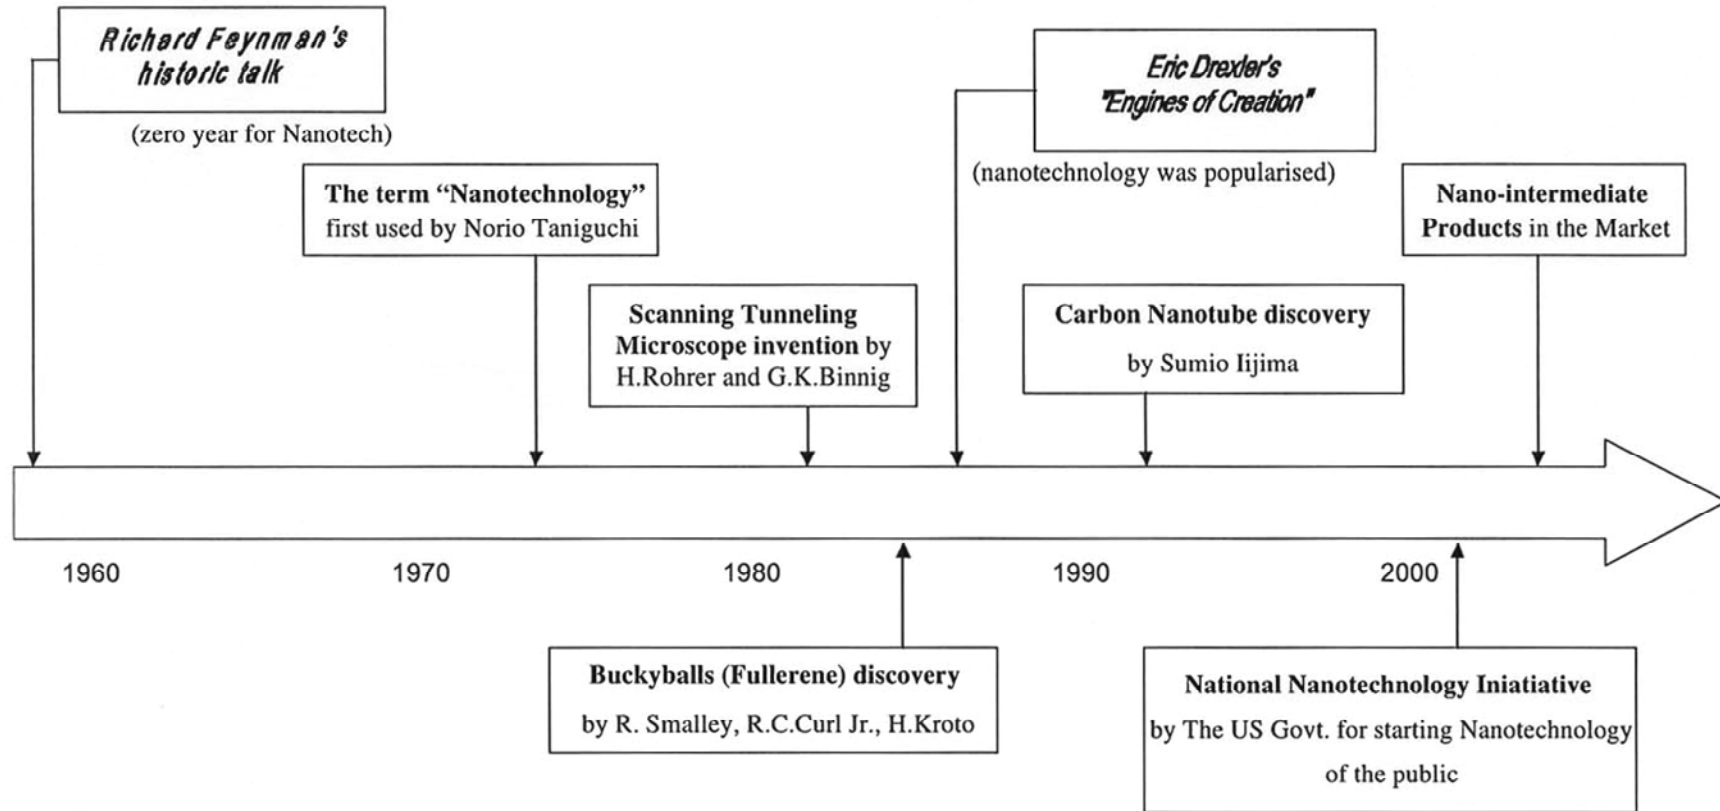 Richard Feynman's
historic talk
(zero year for Nanotech)
The term “Nanotechnology”
first used by Norio Taniguchi
Scanning Tunneling
Microscope invention by
H.Rohrer and G.K.Binnig
Eric Drexler's
"Engines of Creation"
(nanotechnology was popularised)
Carbon Nanotube discovery
by Sumio Iijima
Nano-intermediate
Products in the Market
1960
1970
1980
1990
2000
Buckyballs (Fullerene) discovery
by R. Smalley, R.C.Curl Jr., H.Kroto
National Nanotechnology Iniatiative
by The US Govt. for starting Nanotechnology
of the public